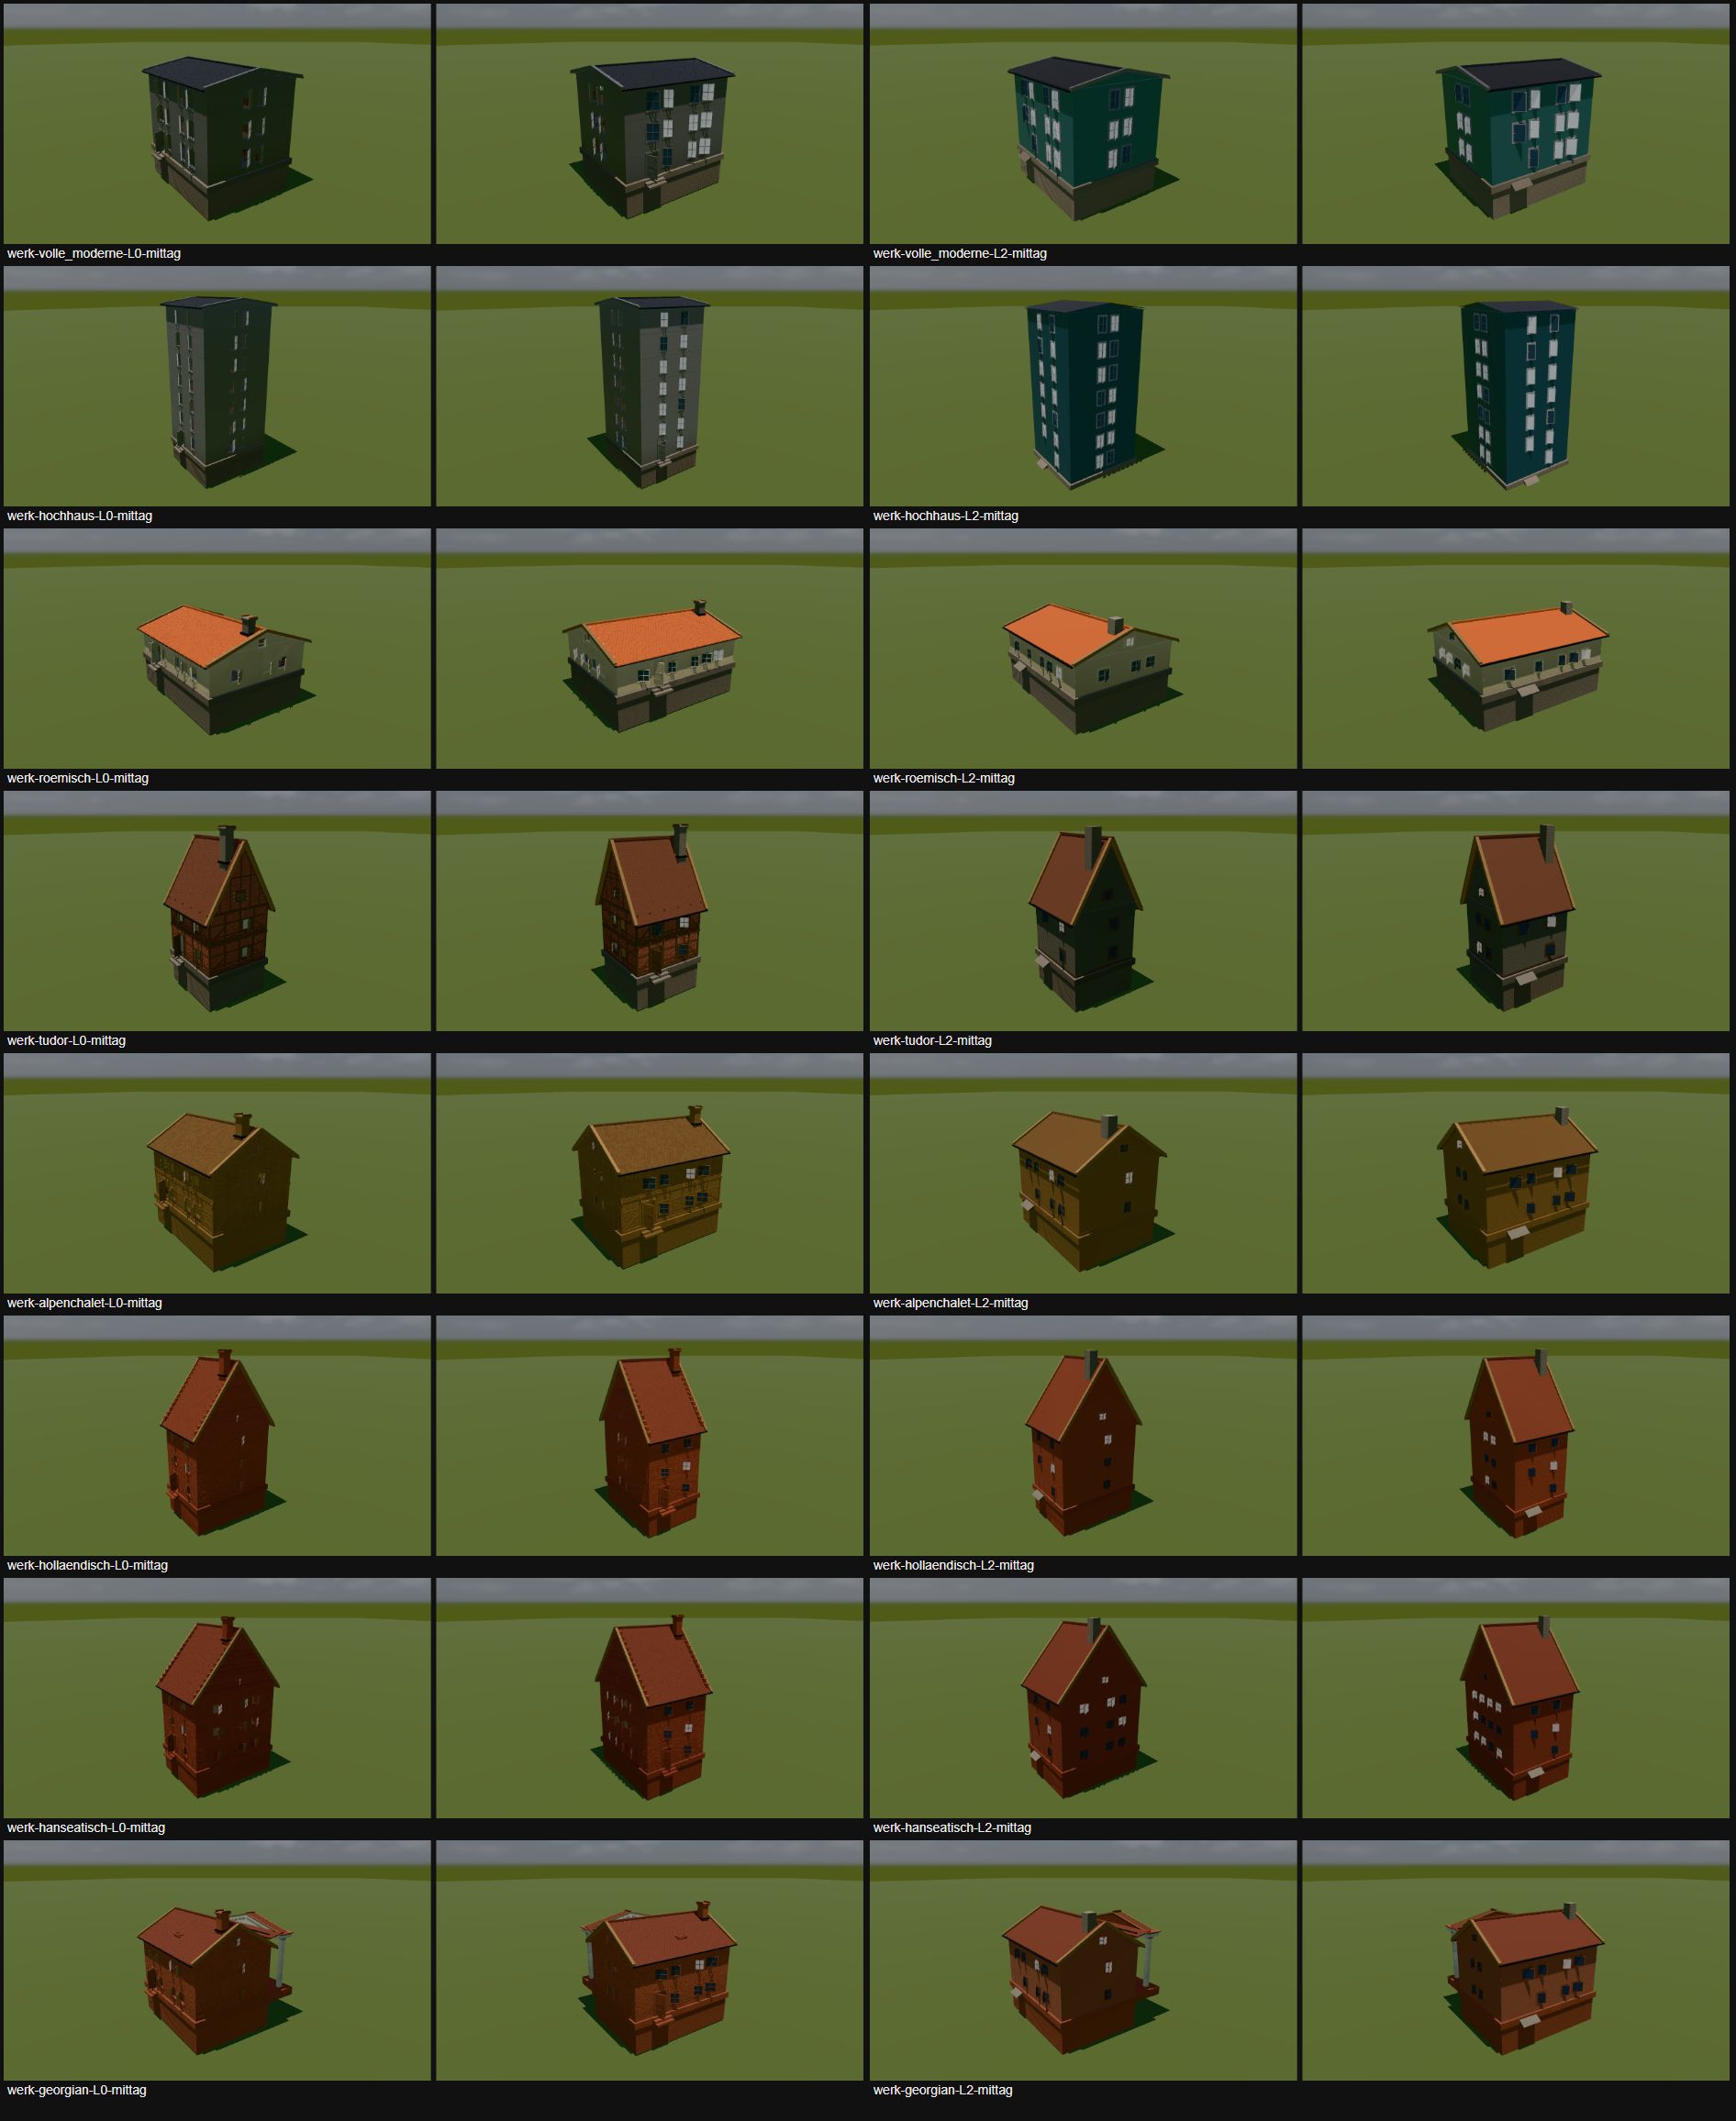 werk-volle_moderne-L0-mittag
werk-volle_moderne-L2-mittag
werk-hochhaus-L0-mittag
werk-hochhaus-L2-mittag
werk-roemisch-L0-mittag
werk-roemisch-L2-mittag
werk-tudor-L0-mittag
werk-tudor-L2-mittag
werk-alpenchalet-L0-mittag
werk-alpenchalet-L2-mittag
werk-hollaendisch-L0-mittag
werk-hollaendisch-L2-mittag
werk-hanseatisch-L0-mittag
werk-hanseatisch-L2-mittag
werk-georgian-L0-mittag
werk-georgian-L2-mittag